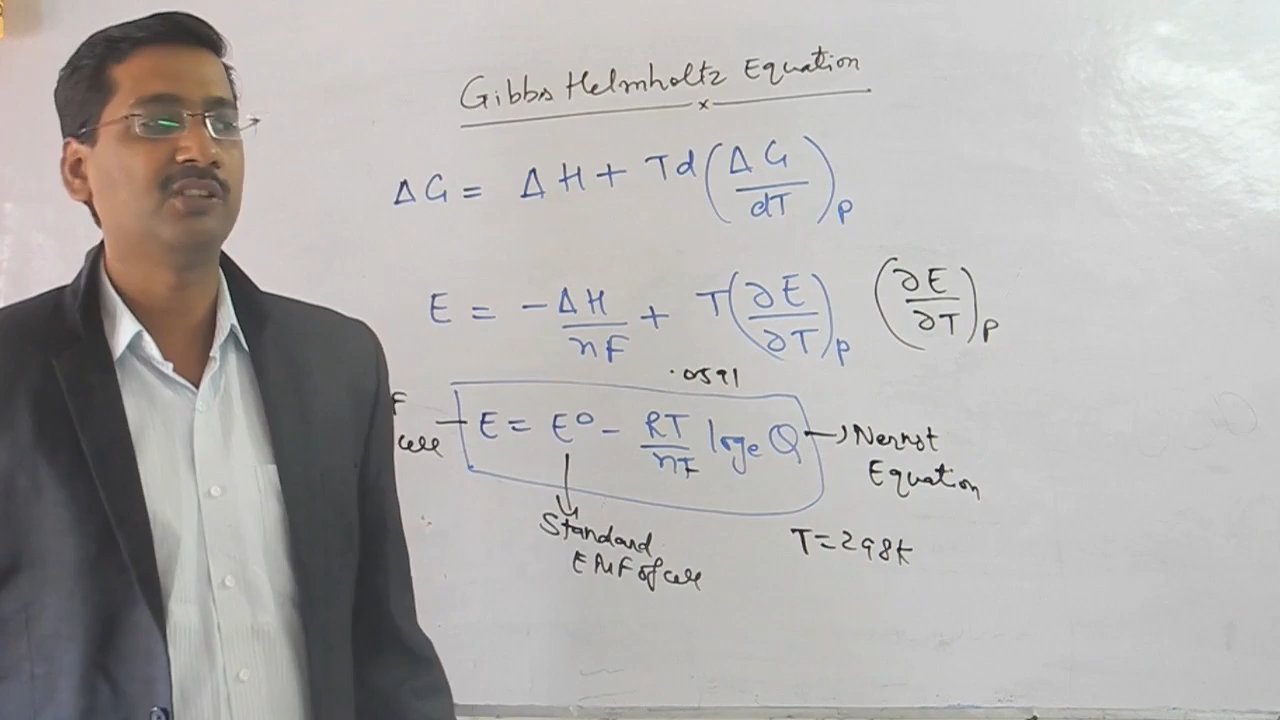 Gibbs Helmholtz Equation
x
ΔG = ΔH + Td(ΔG/dT)P
E = -ΔH/nF + T(∂E/∂T)P (∂E/∂T)P
.0591
F
cell
E = E° - RT/nF loge Q → Nernst
Equation
Standard
EMF of cell
T = 298K